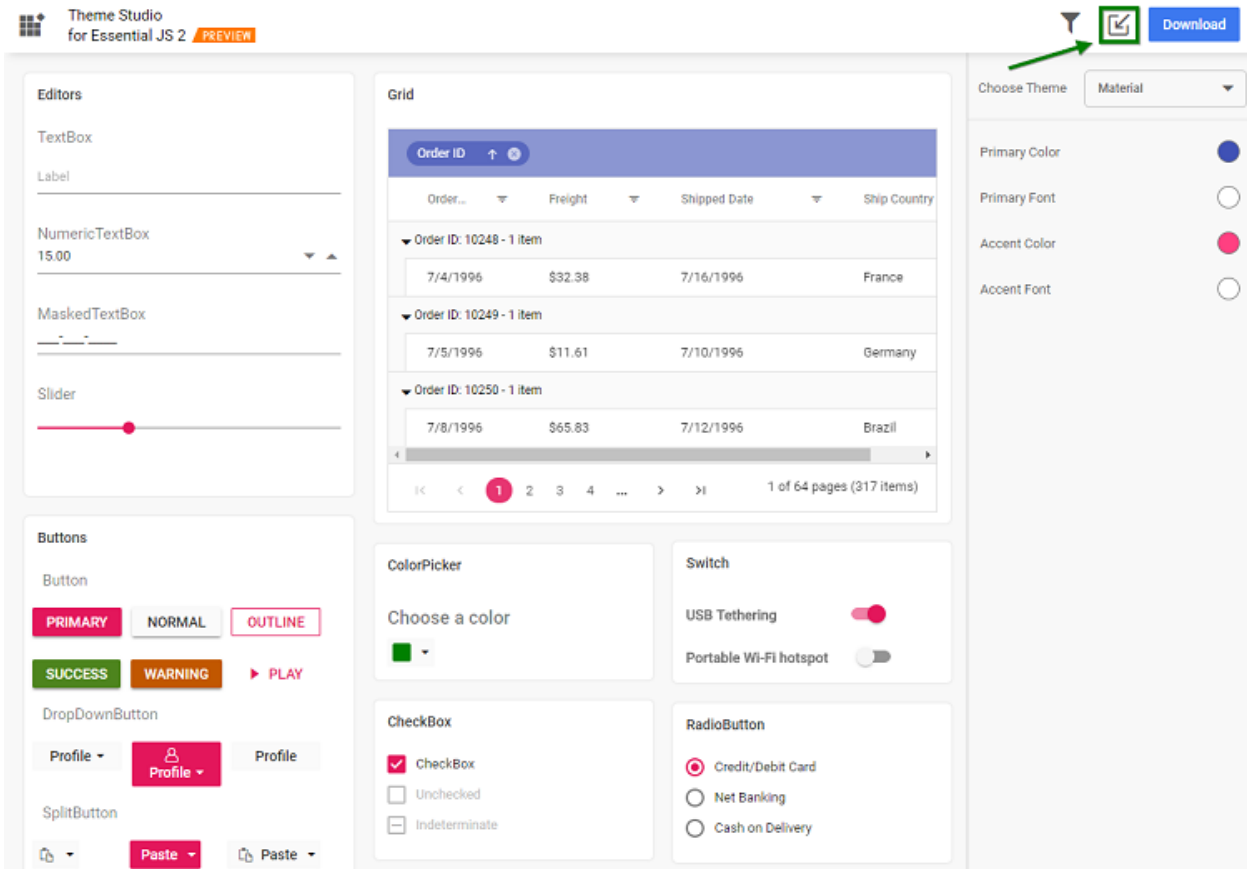 Theme Studio
for Essential JS 2 PREVIEW
Download
Editors
TextBox
Label
NumericTextBox
15.00
MaskedTextBox
___-___-____
Slider
Grid
Order ID
Order... Freight Shipped Date Ship Country
Order ID: 10248 - 1 item
7/4/1996 $32.38 7/16/1996 France
Order ID: 10249 - 1 item
7/5/1996 $11.61 7/10/1996 Germany
Order ID: 10250 - 1 item
7/8/1996 $65.83 7/12/1996 Brazil
1 2 3 4 ... 1 of 64 pages (317 items)
Choose Theme Material
Primary Color
Primary Font
Accent Color
Accent Font
Buttons
Button
PRIMARY NORMAL OUTLINE
SUCCESS WARNING PLAY
DropDownButton
Profile Profile Profile
SplitButton
Paste Paste
ColorPicker
Choose a color
Switch
USB Tethering
Portable Wi-Fi hotspot
CheckBox
CheckBox
Unchecked
Indeterminate
RadioButton
Credit/Debit Card
Net Banking
Cash on Delivery